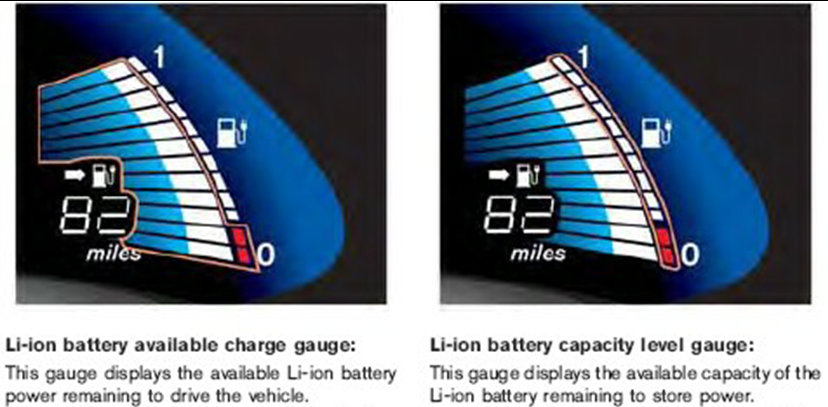 1
82
miles
0
Li-ion battery available charge gauge:
This gauge displays the available Li-ion battery
power remaining to drive the vehicle.
1
82
miles
0
Li-ion battery capacity level gauge:
This gauge displays the available capacity of the
Li-ion battery remaining to store power.